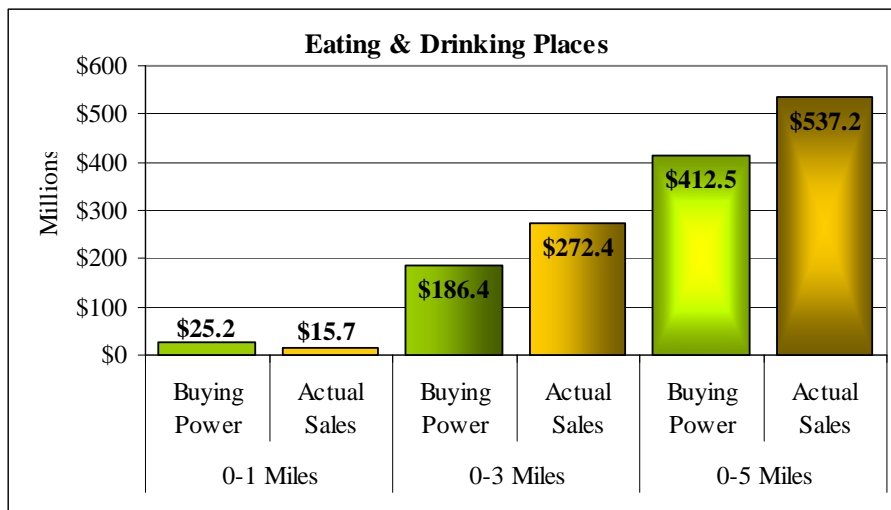 Eating & Drinking Places
$600
$500
$400
$300
$200
$100
$0
Millions
$25.2
$15.7
$186.4
$272.4
$412.5
$537.2
Buying
Power
Actual
Sales
Buying
Power
Actual
Sales
Buying
Power
Actual
Sales
0-1 Miles
0-3 Miles
0-5 Miles